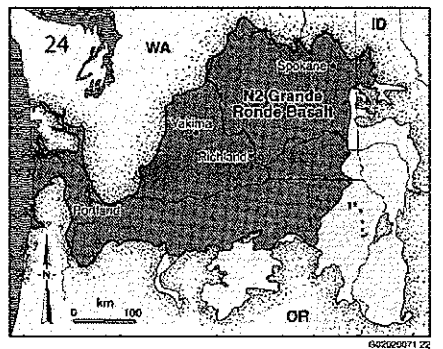 24
WA
ID
Spokane
N2 Grande
Ronde Basalt
Yakima
Richland
Portland
N
km
0 100
OR
G02020071 22